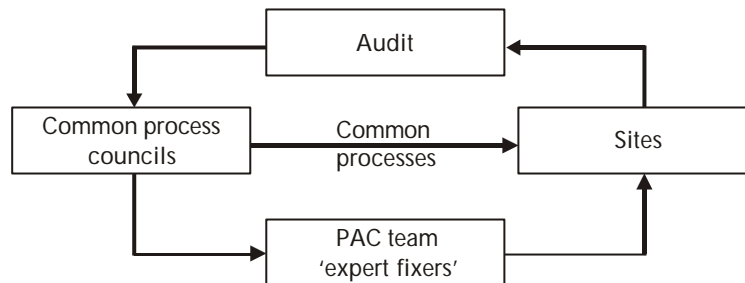 Audit
Common process
councils
Common
processes
Sites
PAC team
‘expert fixers’